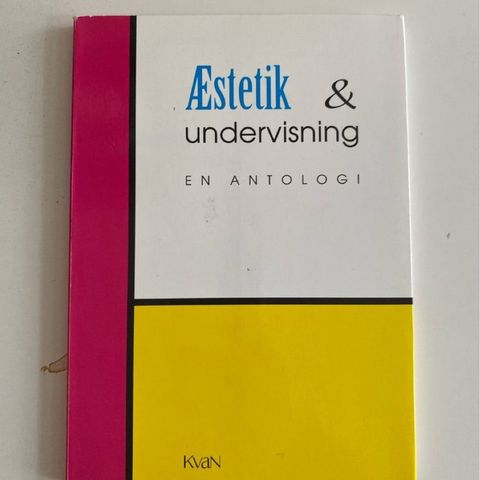 Æstetik &
undervisning
EN ANTOLOGI
KvaN